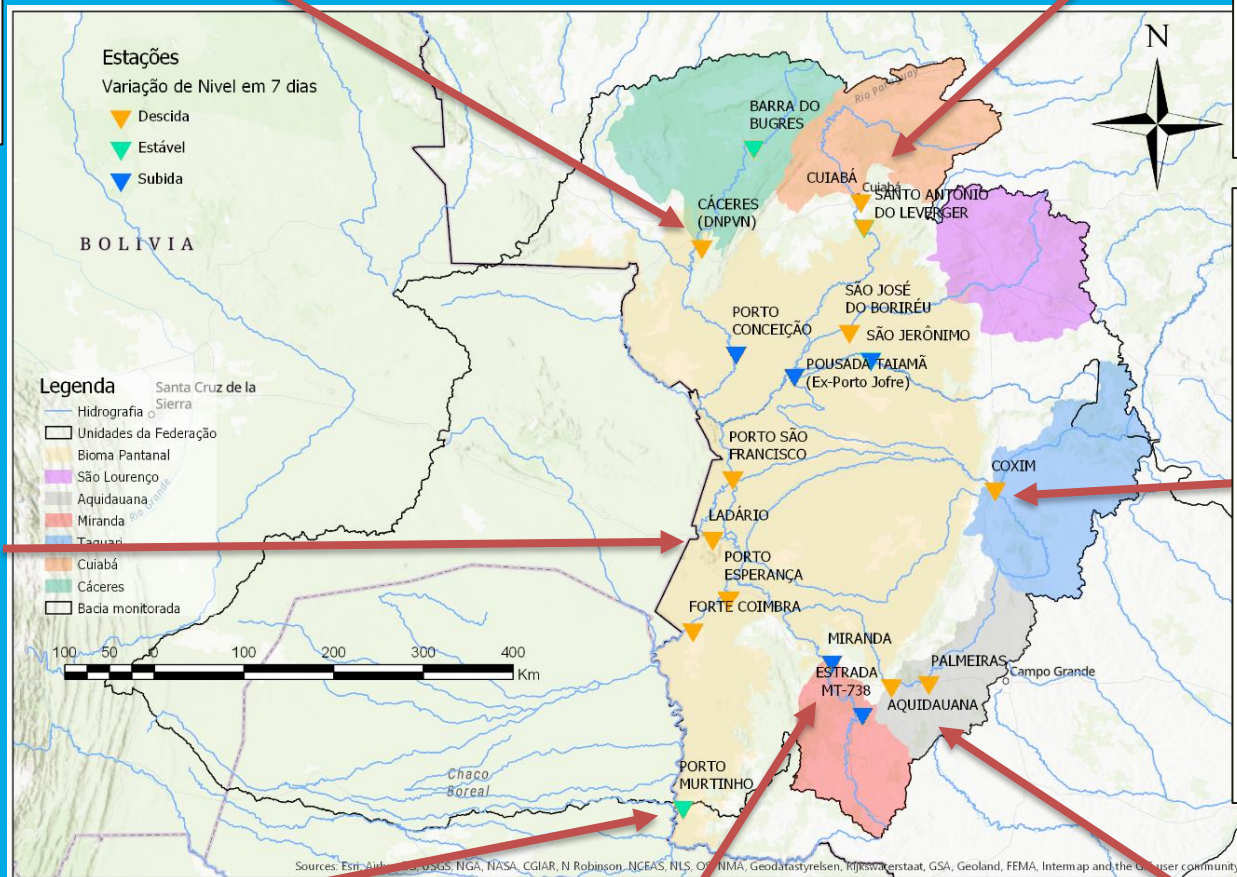 Estações
Variação de Nivel em 7 dias
Descida
Estável
Subida
N
Rio Paraguay
BARRA DO
BUGRES
CUIABÁ
Cuiabá
SANTO ANTÔNIO
DO LEVERGER
CÁCERES
(DNPVN)
BOLIVIA
SÃO JOSÉ
DO BORIRÉU
PORTO
CONCEIÇÃO
SÃO JERÔNIMO
POUSADA TAIAMÃ
(Ex-Porto Jofre)
Legenda
Santa Cruz de la
Sierra
Hidrografia
Unidades da Federação
Bioma Pantanal
São Lourenço
Aquidauana
Rio Grande
Miranda
Taquari
Cuiabá
Cáceres
Bacia monitorada
PORTO SÃO
FRANCISCO
COXIM
LADÁRIO
PORTO
ESPERANÇA
FORTE COIMBRA
MIRANDA
ESTRADA
MT-738
PALMEIRAS
Campo Grande
AQUIDAUANA
100 50 0 100 200 300 400
Km
PORTO
MURTINHO
Chaco
Boreal
Sources: Esri, USGS, NGA, NASA, CGIAR, N Robinson, NCEAS, NLS, OS, NMA, Geodatastyrelsen, Rijkswaterstaat, GSA, Geoland, FEMA, Intermap and the user community